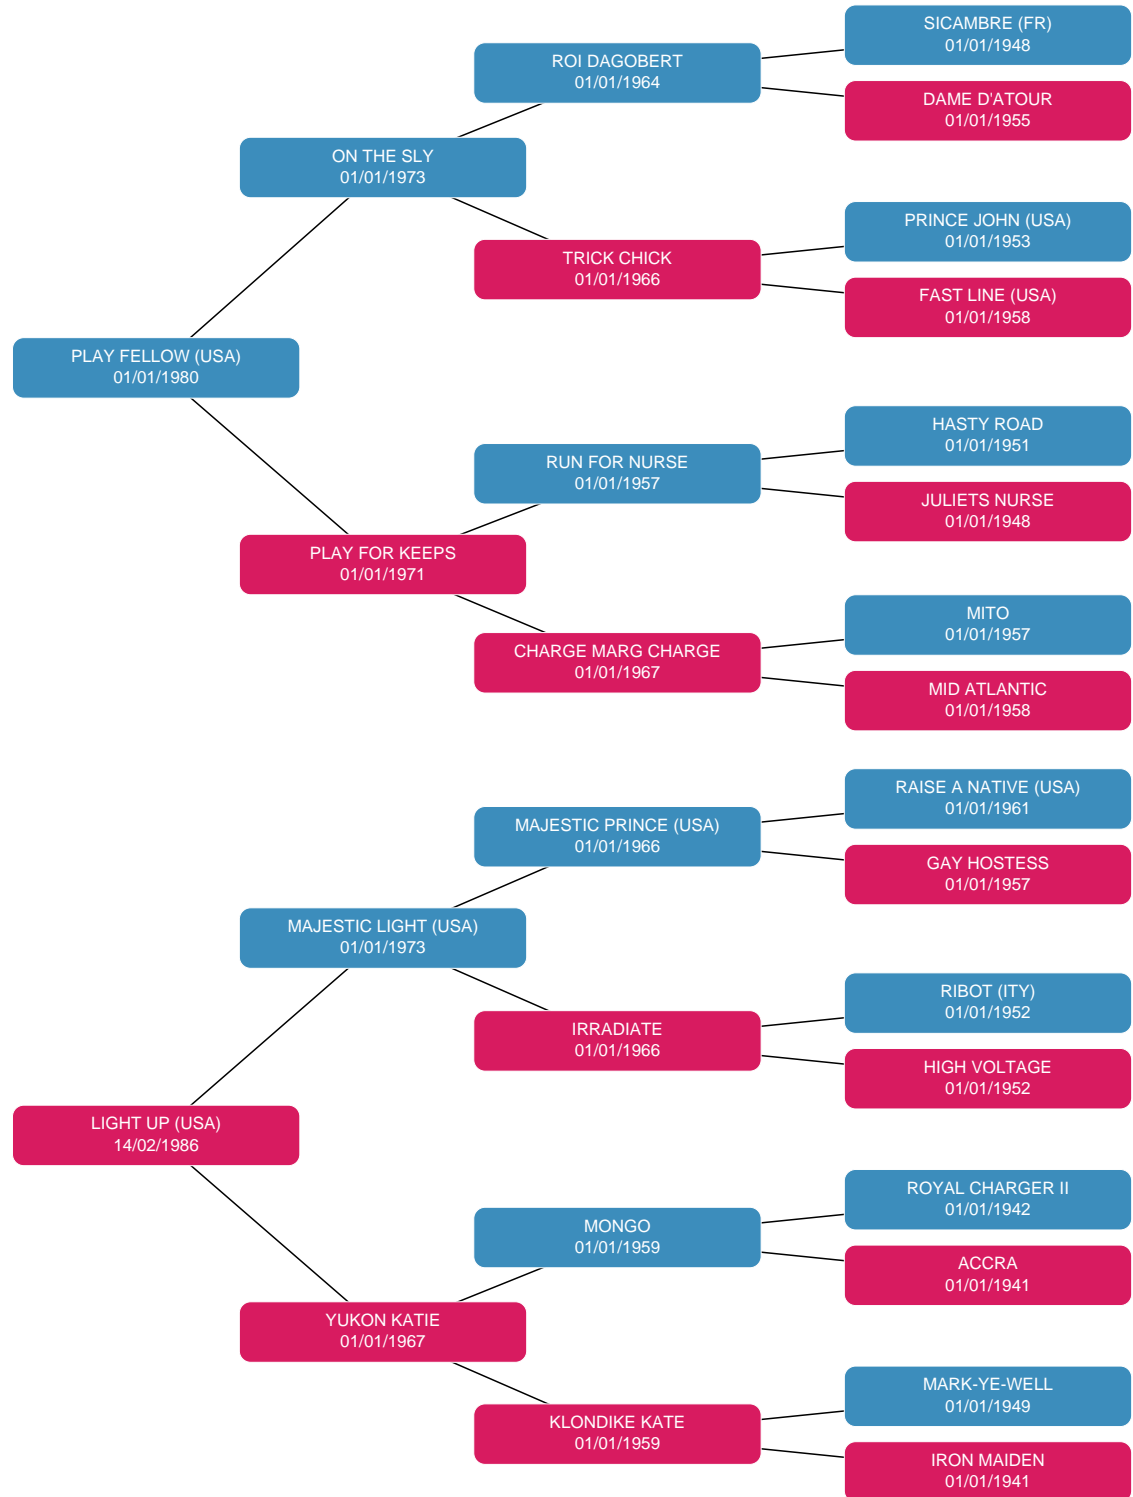 SICAMBRE (FR)
01/01/1948
ROI DAGOBERT
01/01/1964
DAME D'ATOUR
01/01/1955
ON THE SLY
01/01/1973
PRINCE JOHN (USA)
01/01/1953
TRICK CHICK
01/01/1966
FAST LINE (USA)
01/01/1958
PLAY FELLOW (USA)
01/01/1980
HASTY ROAD
01/01/1951
RUN FOR NURSE
01/01/1957
JULIETS NURSE
01/01/1948
PLAY FOR KEEPS
01/01/1971
MITO
01/01/1957
CHARGE MARG CHARGE
01/01/1967
MID ATLANTIC
01/01/1958
RAISE A NATIVE (USA)
01/01/1961
MAJESTIC PRINCE (USA)
01/01/1966
GAY HOSTESS
01/01/1957
MAJESTIC LIGHT (USA)
01/01/1973
RIBOT (ITY)
01/01/1952
IRRADIATE
01/01/1966
HIGH VOLTAGE
01/01/1952
LIGHT UP (USA)
14/02/1986
ROYAL CHARGER II
01/01/1942
MONGO
01/01/1959
ACCRA
01/01/1941
YUKON KATIE
01/01/1967
MARK-YE-WELL
01/01/1949
KLONDIKE KATE
01/01/1959
IRON MAIDEN
01/01/1941